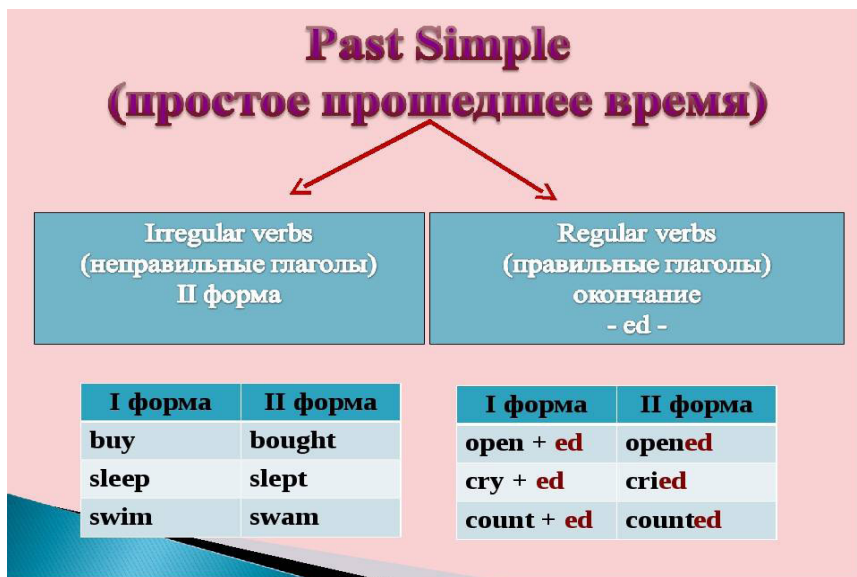 Past Simple
(простое прошедшее время)
Irregular verbs
(неправильные глаголы)
II форма
Regular verbs
(правильные глаголы)
окончание
- ed -
I форма II форма
buy bought
sleep slept
swim swam
I форма II форма
open + ed opened
cry + ed cried
count + ed counted